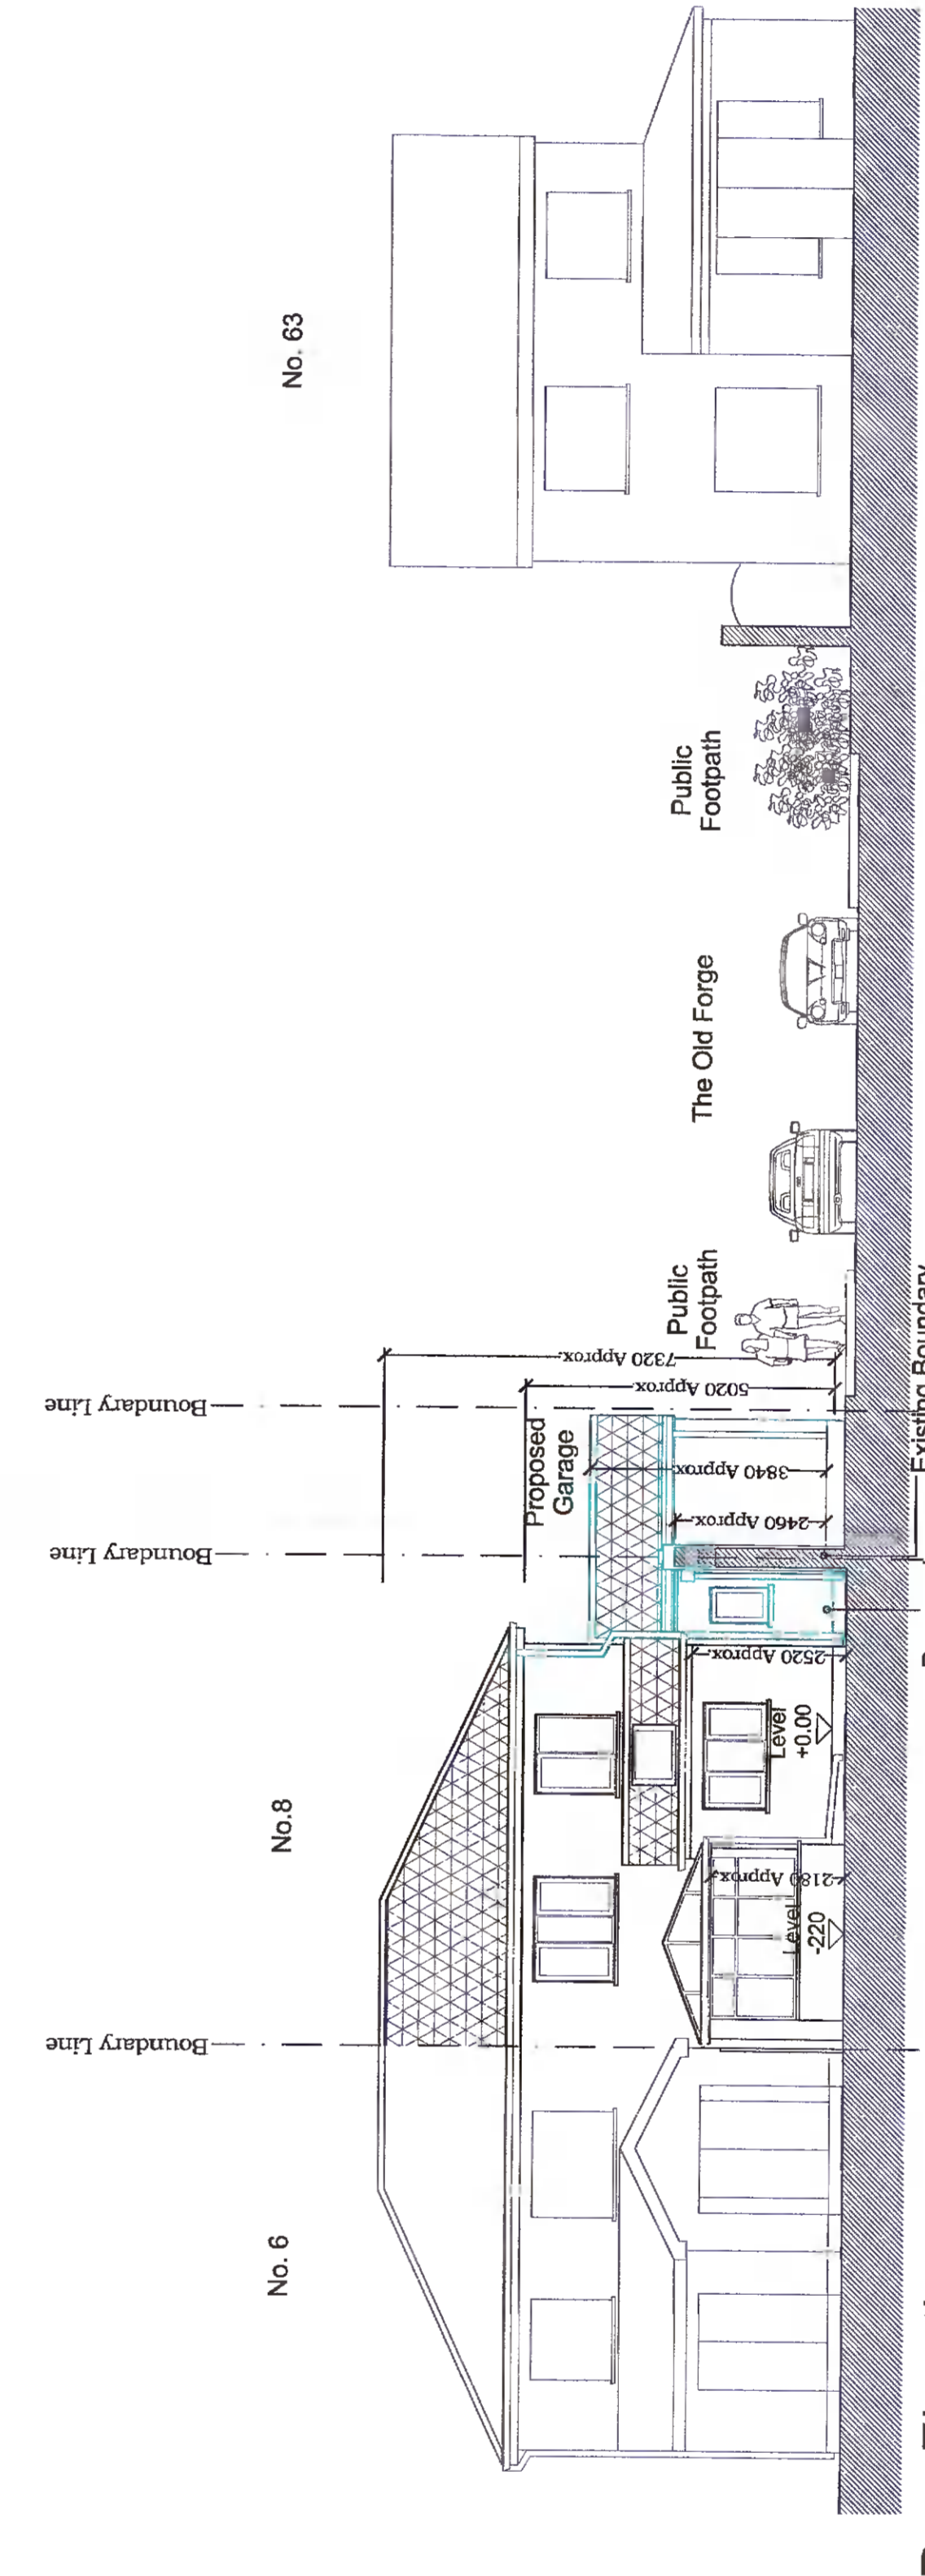 No. 6
No.8
No. 63
Boundary Line
Boundary Line
Boundary Line
Proposed
Garage
Public
Footpath
The Old Forge
Public
Footpath
7320 Approx.
5020 Approx.
3840 Approx.
2460 Approx.
2520 Approx.
2180 Approx.
Level
+0.00
Level
-220
Existing Boundary